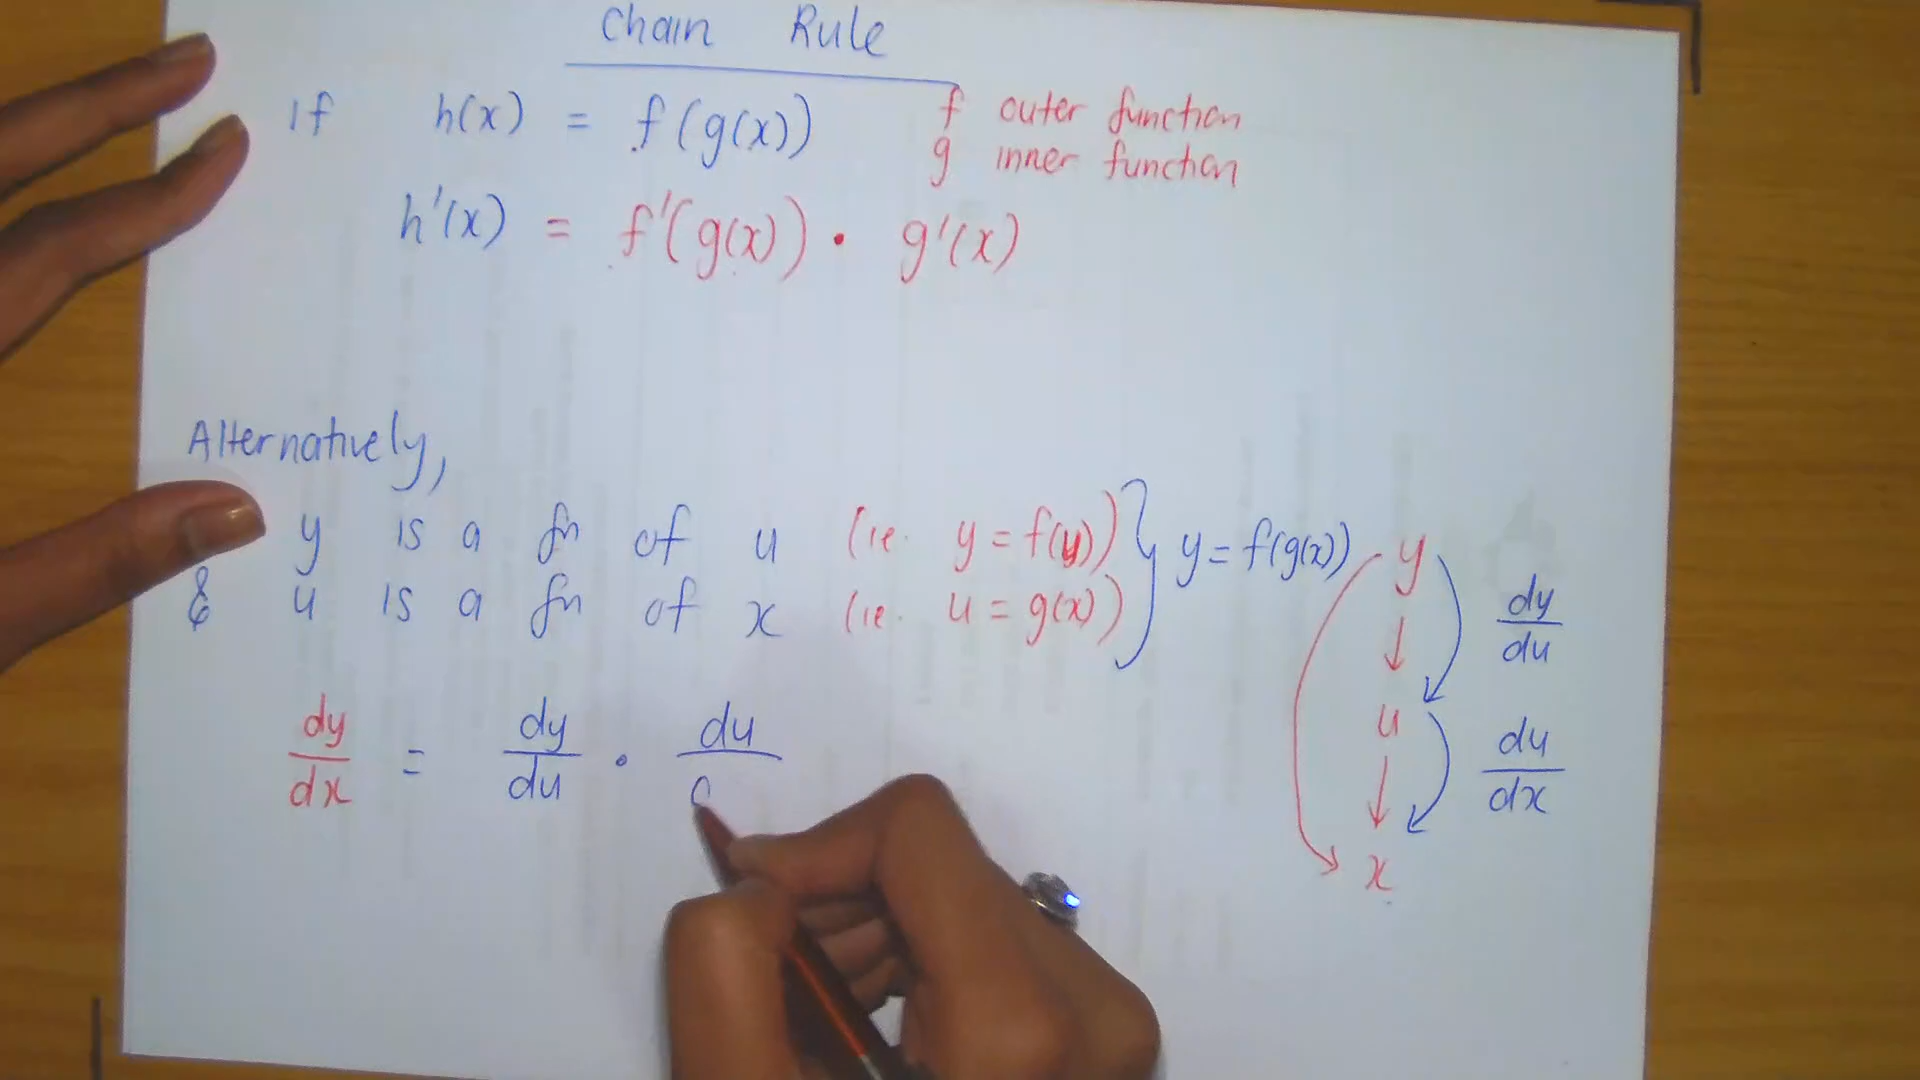 Chain Rule
If h(x) = f(g(x)) f outer function
g inner function
h'(x) = f'(g(x)) · g'(x)
Alternatively,
y is a fn of u (ie. y = f(u)) } y = f(g(x))
& u is a fn of x (ie. u = g(x))
dy/dx = dy/du · du/
y ↓ u ↓ x
dy/du
du/dx